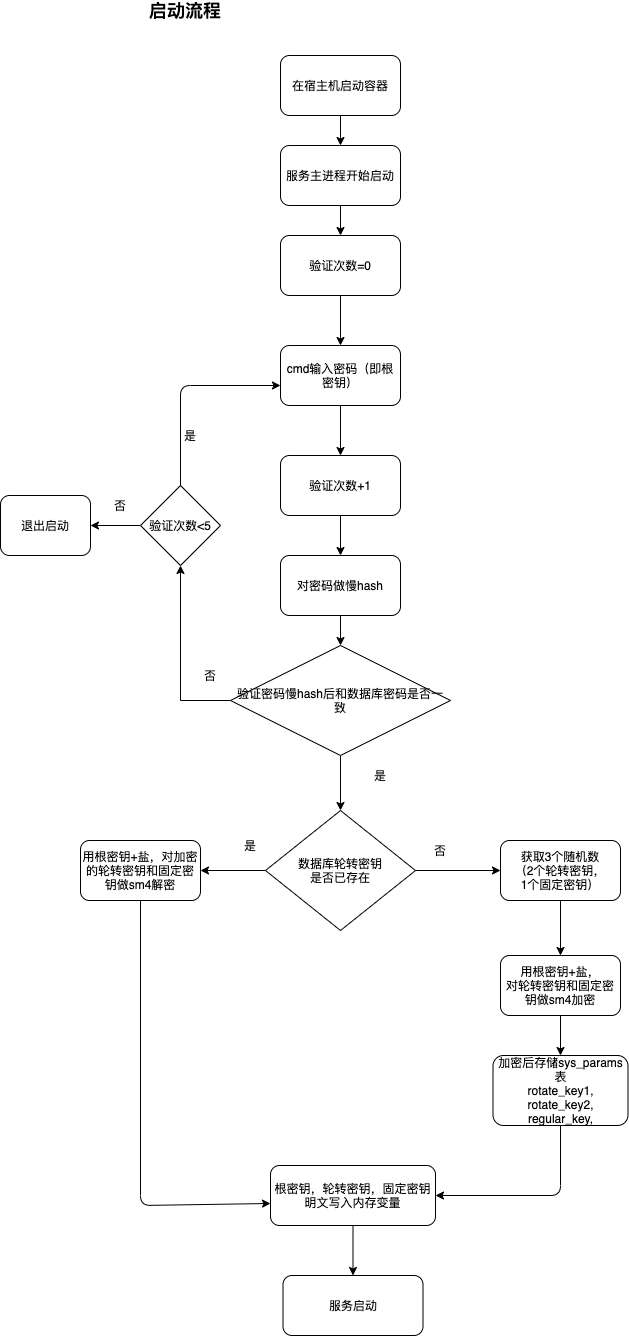 启动流程
在宿主机启动容器
服务主进程开始启动
验证次数=0
cmd输入密码（即根
密钥）
是
验证次数+1
否
退出启动
验证次数<5
对密码做慢hash
否
验证密码慢hash后和数据库密码是否一
致
是
是
否
数据库轮转密钥
是否已存在
用根密钥+盐，对加密
的轮转密钥和固定密
钥做sm4解密
获取3个随机数
（2个轮转密钥，
1个固定密钥）
用根密钥+盐，
对轮转密钥和固定密
钥做sm4加密
加密后存储sys_params
表
rotate_key1,
rotate_key2,
regular_key,
根密钥，轮转密钥，固定密钥
明文写入内存变量
服务启动